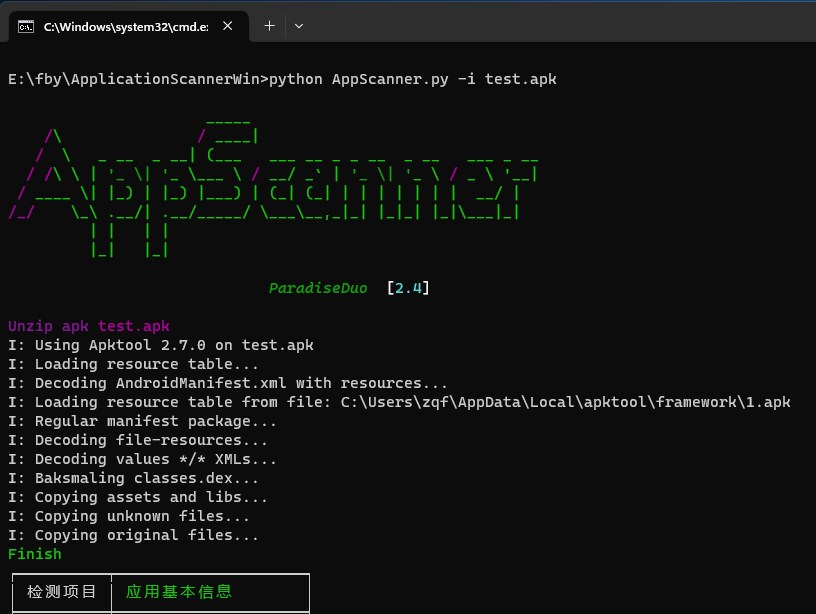 C:\Windows\system32\cmd.e:
E:\fby\ApplicationScannerWin>python AppScanner.py -i test.apk
AppScanner
ParadiseDuo [2.4]
Unzip apk test.apk
I: Using Apktool 2.7.0 on test.apk
I: Loading resource table...
I: Decoding AndroidManifest.xml with resources...
I: Loading resource table from file: C:\Users\zqf\AppData\Local\apktool\framework\1.apk
I: Regular manifest package...
I: Decoding file-resources...
I: Decoding values */* XMLs...
I: Baksmaling classes.dex...
I: Copying assets and libs...
I: Copying unknown files...
I: Copying original files...
Finish
检测项目 应用基本信息